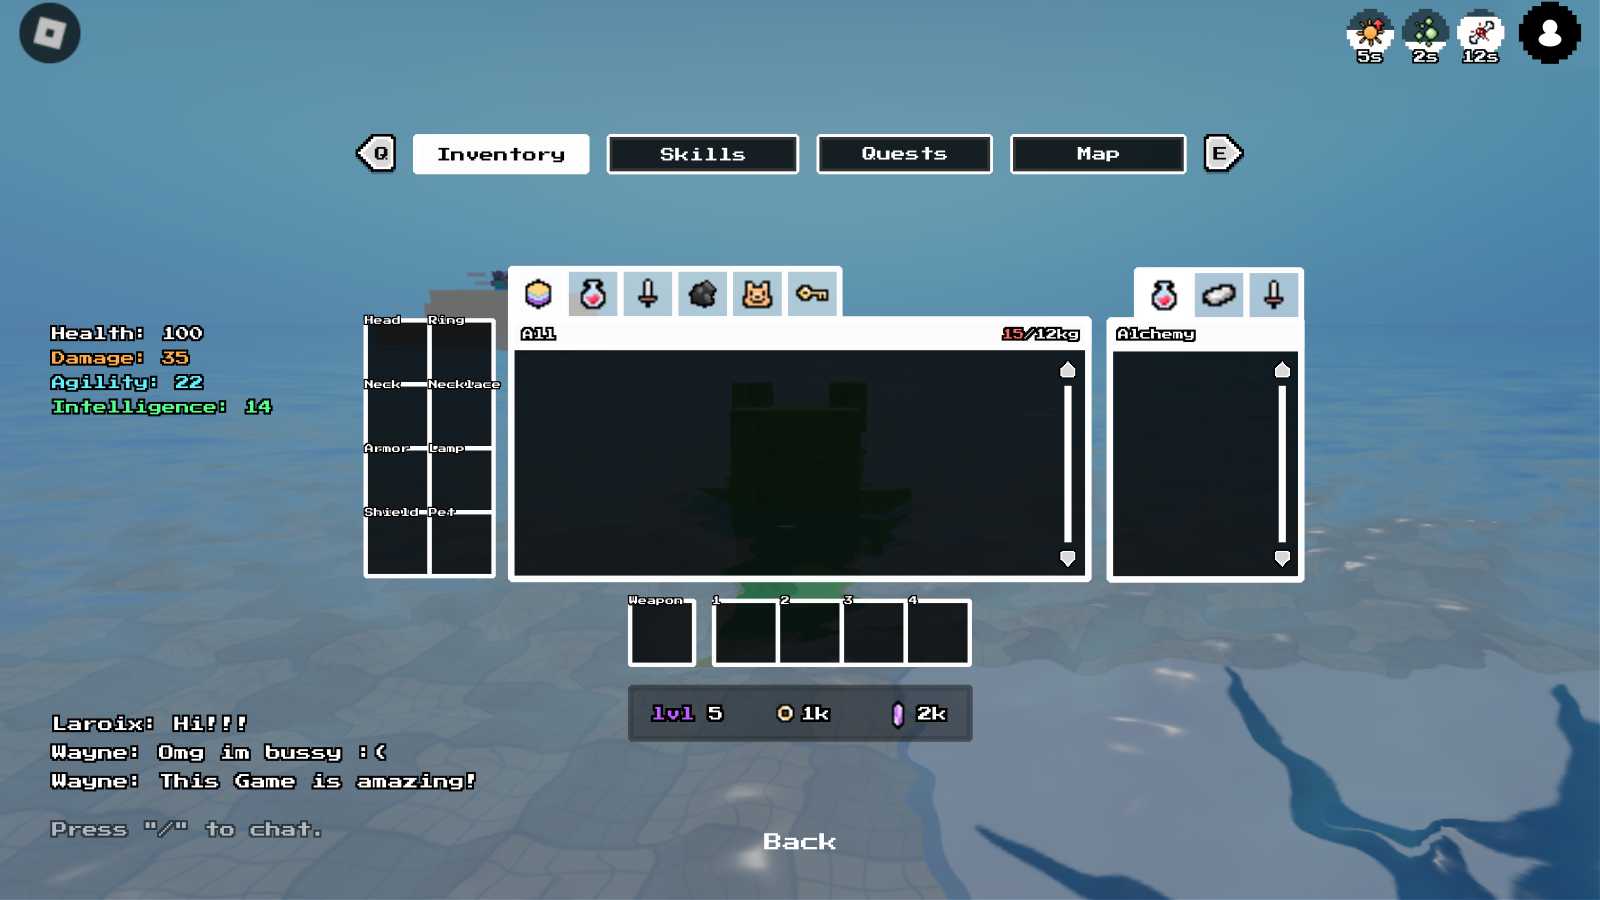 5s 2s 12s
Q Inventory Skills Quests Map E
Health: 100
Damage: 35
Agility: 22
Intelligence: 14
Head Ring
Neck Necklace
Armor Lamp
Shield Pet
All 15/12kg
Alchemy
Weapon 1 2 3 4
lvl 5 1k 2k
Laroix: Hi!!!
Wayne: Omg im bussy :(
Wayne: This Game is amazing!
Press "/" to chat.
Back